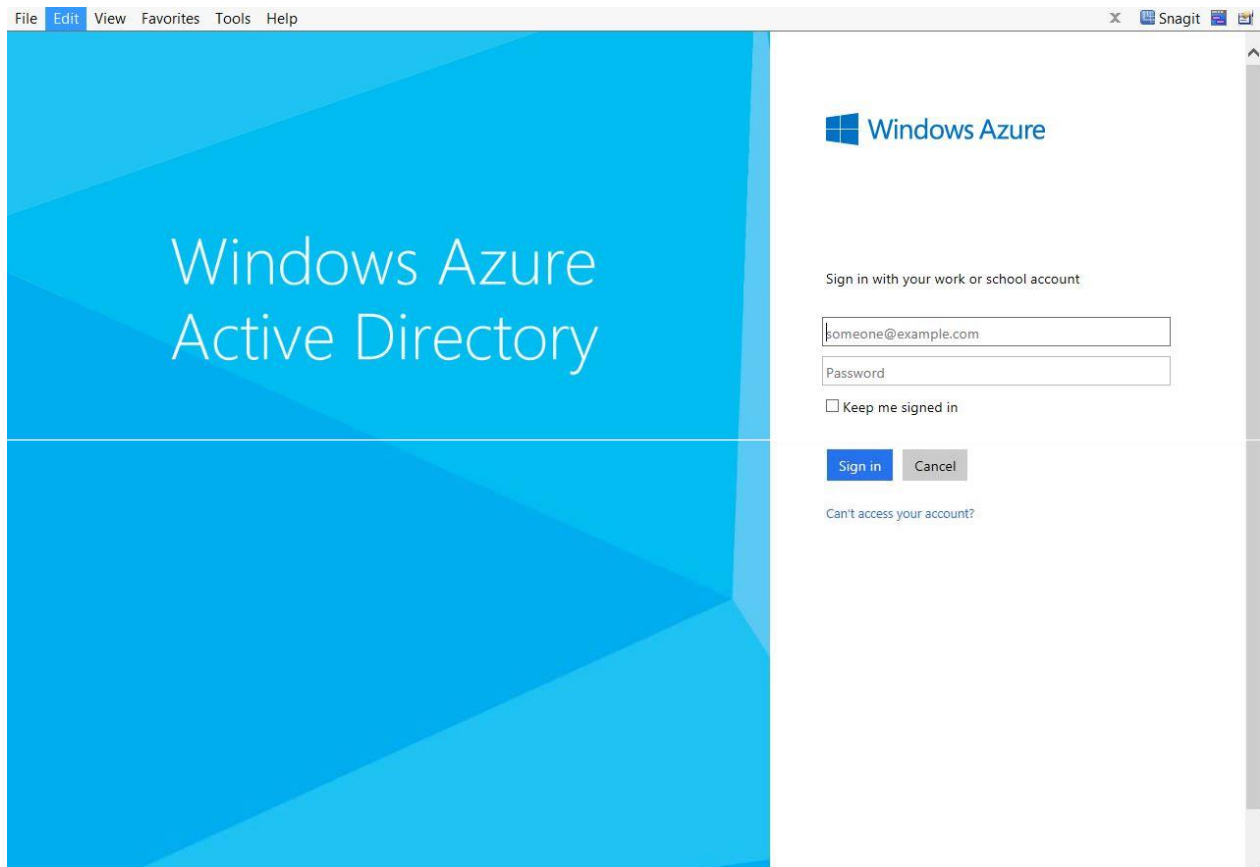 File Edit View Favorites Tools Help
X Snagit
Windows Azure
Active Directory
Windows Azure
Sign in with your work or school account
someone@example.com
Password
Keep me signed in
Sign in Cancel
Can't access your account?